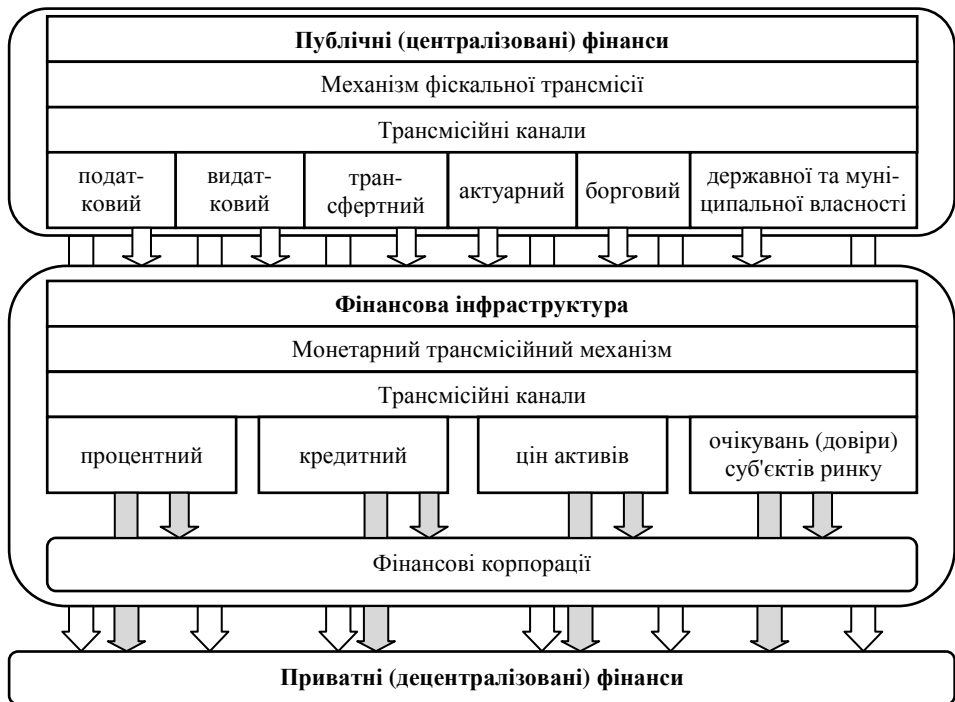 Публічні (централізовані) фінанси
Механізм фіскальної трансмісії
Трансмісійні канали
подат-
ковий
видат-
ковий
тран-
сфертний
актуарний
борговий
державної та муні-
ципальної власності
Фінансова інфраструктура
Монетарний трансмісійний механізм
Трансмісійні канали
процентний
кредитний
цін активів
очікувань (довіри)
суб'єктів ринку
Фінансові корпорації
Приватні (децентралізовані) фінанси